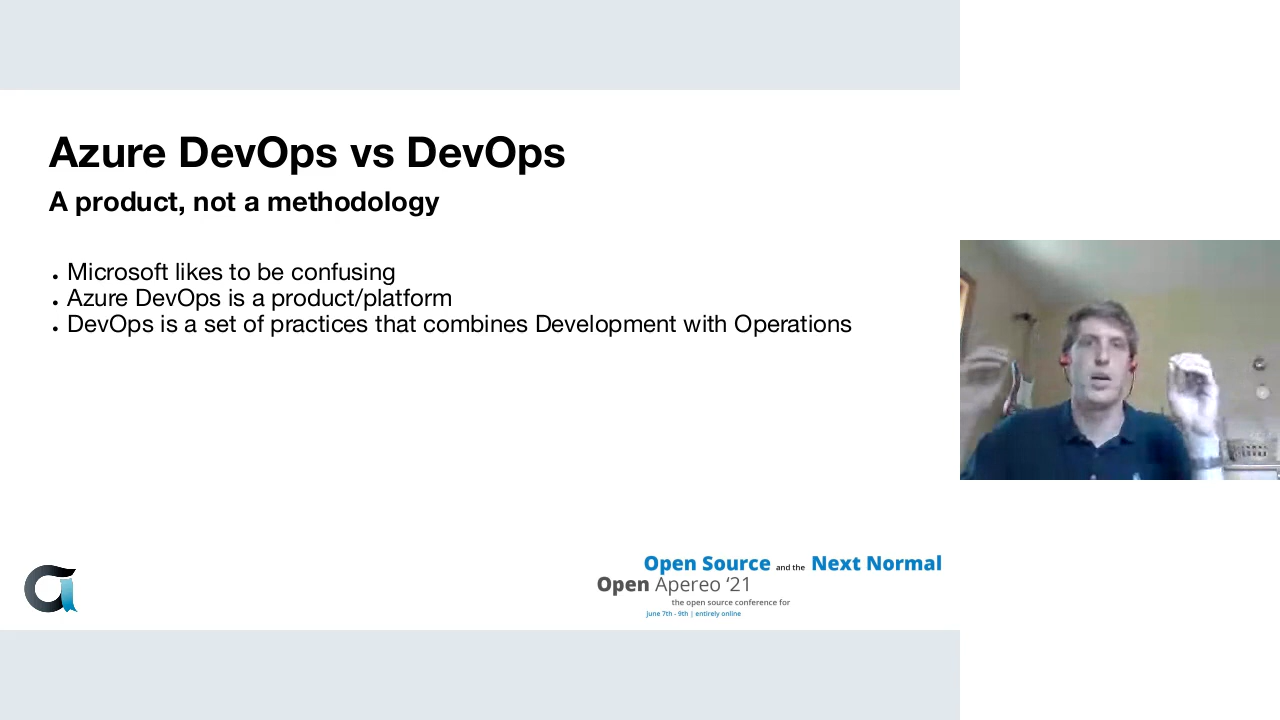 Azure DevOps vs DevOps
A product, not a methodology
• Microsoft likes to be confusing
• Azure DevOps is a product/platform
• DevOps is a set of practices that combines Development with Operations
Open Source and the Next Normal
Open Apereo ‘21
the open source conference for
June 7th - 9th | entirely online